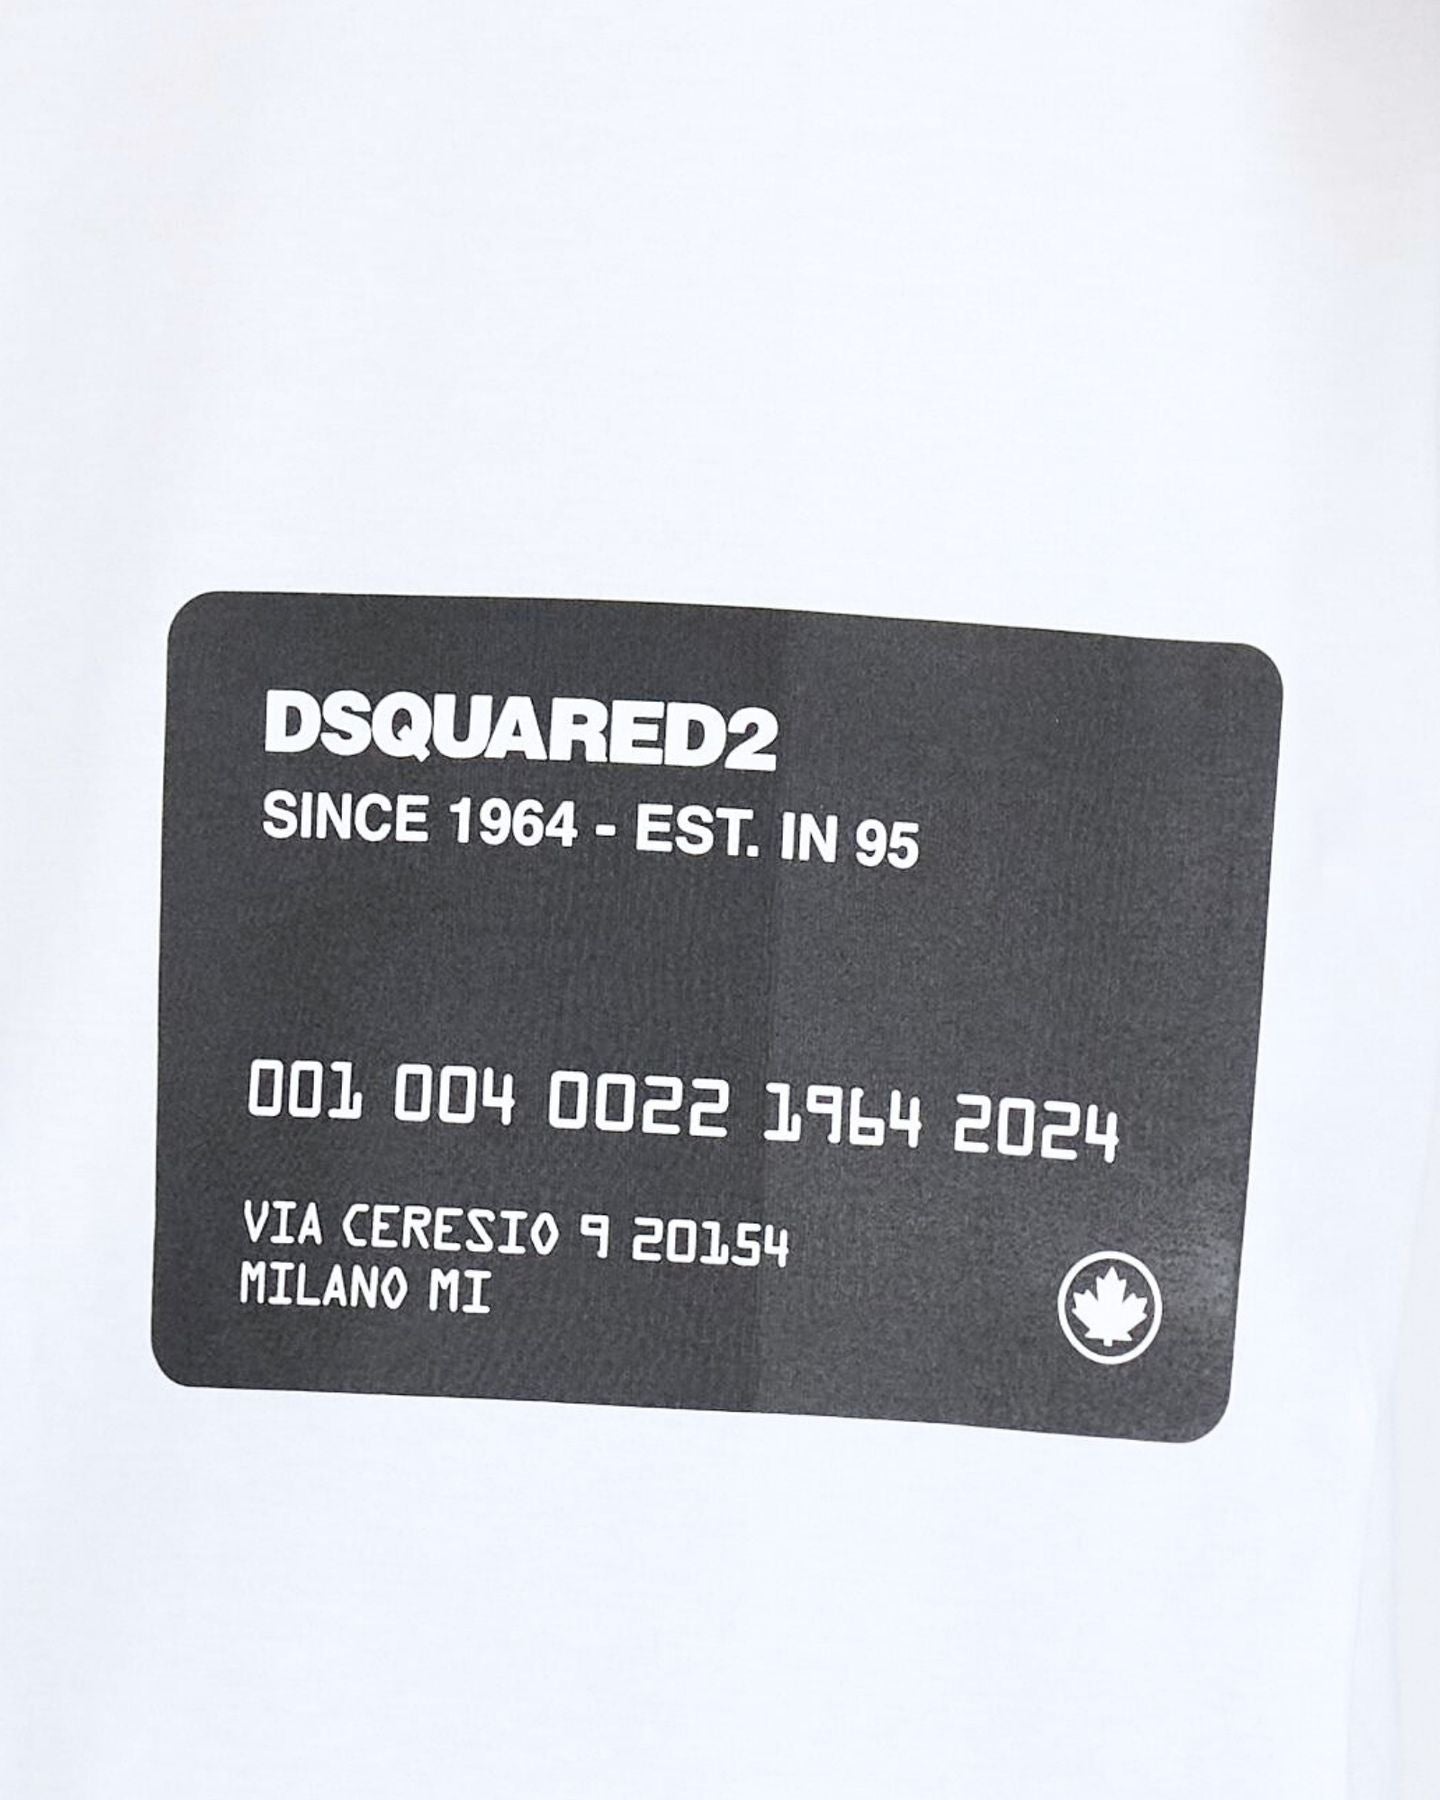 DSQUARED2
SINCE 1964 - EST. IN 95
001 004 0022 1964 2024
VIA CERESIO 9 20154
MILANO MI